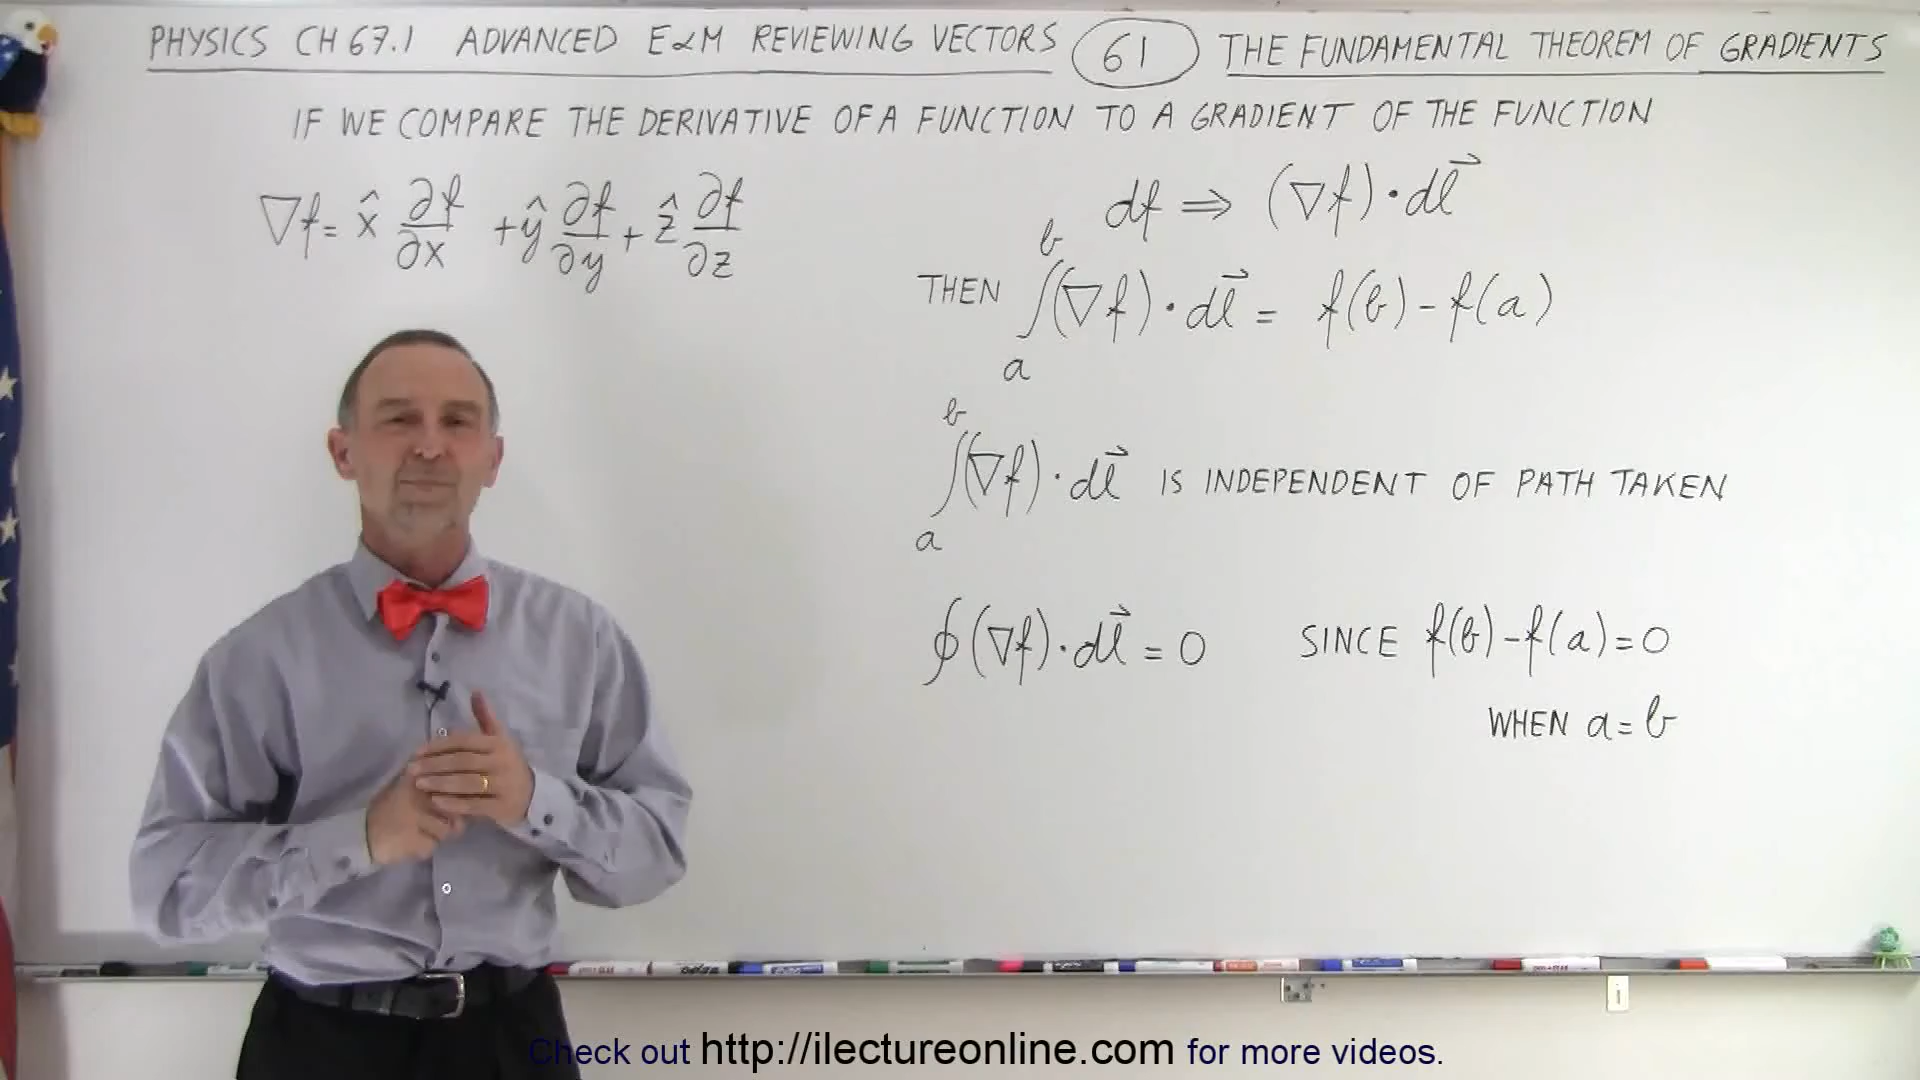 PHYSICS CH 67.1 ADVANCED E&M REVIEWING VECTORS 61 THE FUNDAMENTAL THEOREM OF GRADIENTS
IF WE COMPARE THE DERIVATIVE OF A FUNCTION TO A GRADIENT OF THE FUNCTION
∇f = x̂ ∂f/∂x + ŷ ∂f/∂y + ẑ ∂f/∂z
df ⇒ (∇f) · dl⃗
THEN ∫ₐᵇ (∇f) · dl⃗ = f(b) - f(a)
∫ₐᵇ (∇f) · dl⃗ IS INDEPENDENT OF PATH TAKEN
∮ (∇f) · dl⃗ = 0 SINCE f(b) - f(a) = 0
WHEN a = b
Check out http://ilectureonline.com for more videos.